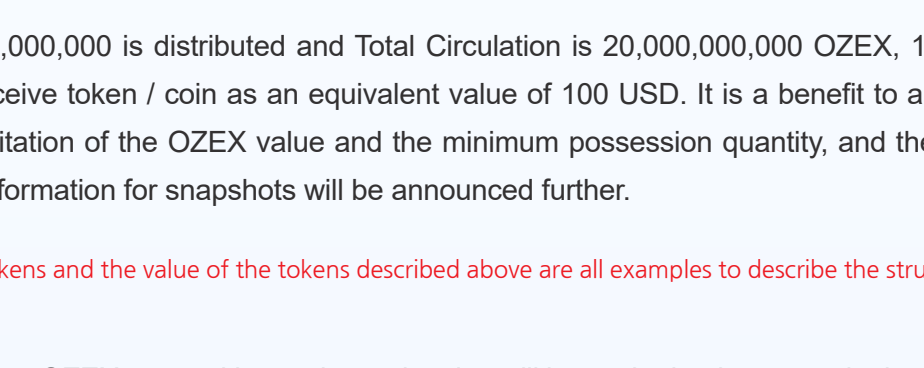 ,000,000 is distributed and Total Circulation is 20,000,000,000 OZEX, 1
ceive token / coin as an equivalent value of 100 USD. It is a benefit to a
itation of the OZEX value and the minimum possession quantity, and the
formation for snapshots will be announced further.
kens and the value of the tokens described above are all examples to describe the stru